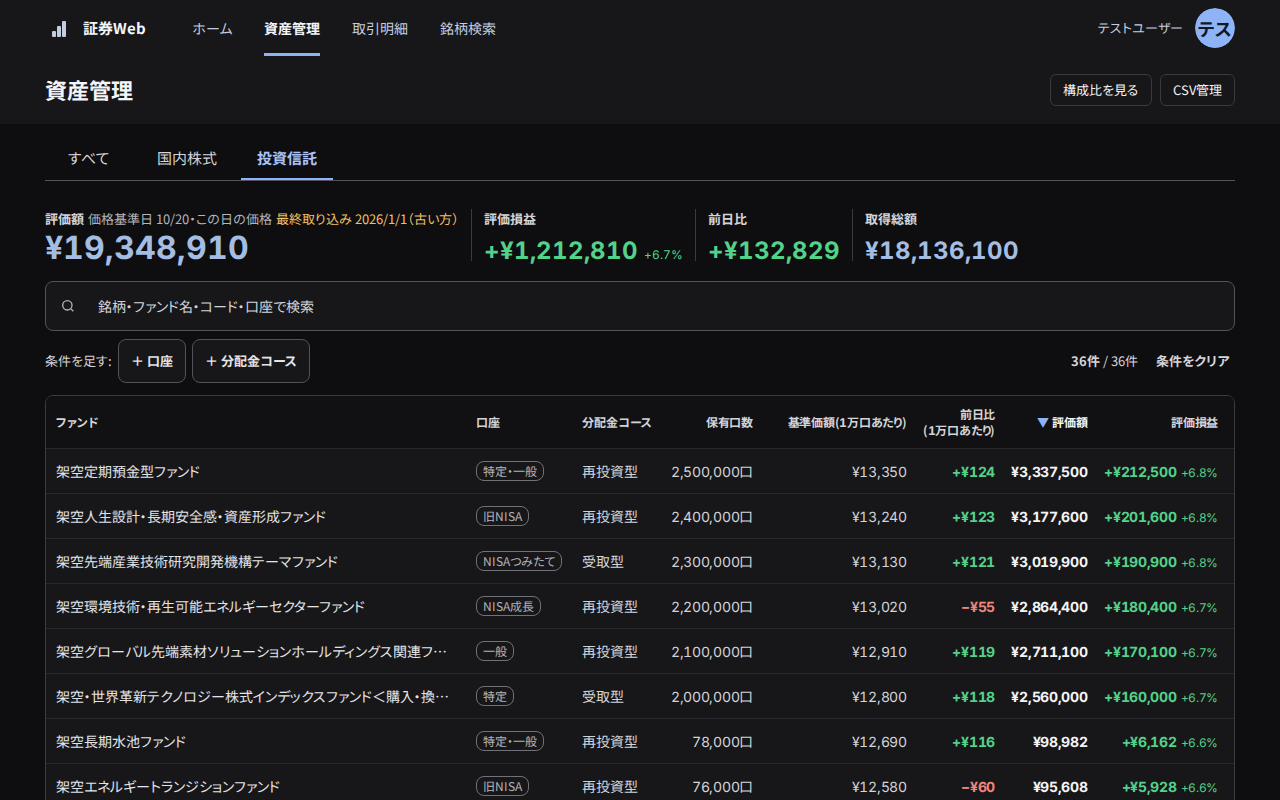 証券Web ホーム 資産管理 取引明細 銘柄検索 テストユーザー テス
資産管理 構成比を見る CSV管理
すべて 国内株式 投資信託
評価額 価格基準日 10/20・この日の価格 最終取り込み 2026/1/1（古い方） 評価損益 前日比 取得総額
¥19,348,910 +¥1,212,810 +6.7% +¥132,829 ¥18,136,100
銘柄・ファンド名・コード・口座で検索
条件を足す: ＋ 口座 ＋ 分配金コース 36件 / 36件 条件をクリア
ファンド 口座 分配金コース 保有口数 基準価額(1万口あたり) 前日比 (1万口あたり) ▼ 評価額 評価損益
架空定期預金型ファンド 特定・一般 再投資型 2,500,000口 ¥13,350 +¥124 ¥3,337,500 +¥212,500 +6.8%
架空人生設計・長期安全感・資産形成ファンド 旧NISA 再投資型 2,400,000口 ¥13,240 +¥123 ¥3,177,600 +¥201,600 +6.8%
架空先端産業技術研究開発機構テーマファンド NISAつみたて 受取型 2,300,000口 ¥13,130 +¥121 ¥3,019,900 +¥190,900 +6.8%
架空環境技術・再生可能エネルギーセクターファンド NISA成長 再投資型 2,200,000口 ¥13,020 −¥55 ¥2,864,400 +¥180,400 +6.7%
架空グローバル先端素材ソリューションホールディングス関連フ… 一般 再投資型 2,100,000口 ¥12,910 +¥119 ¥2,711,100 +¥170,100 +6.7%
架空・世界革新テクノロジー株式インデックスファンド＜購入・換… 特定 受取型 2,000,000口 ¥12,800 +¥118 ¥2,560,000 +¥160,000 +6.7%
架空長期水池ファンド 特定・一般 再投資型 78,000口 ¥12,690 +¥116 ¥98,982 +¥6,162 +6.6%
架空エネルギートランジションファンド 旧NISA 再投資型 76,000口 ¥12,580 −¥60 ¥95,608 +¥5,928 +6.6%